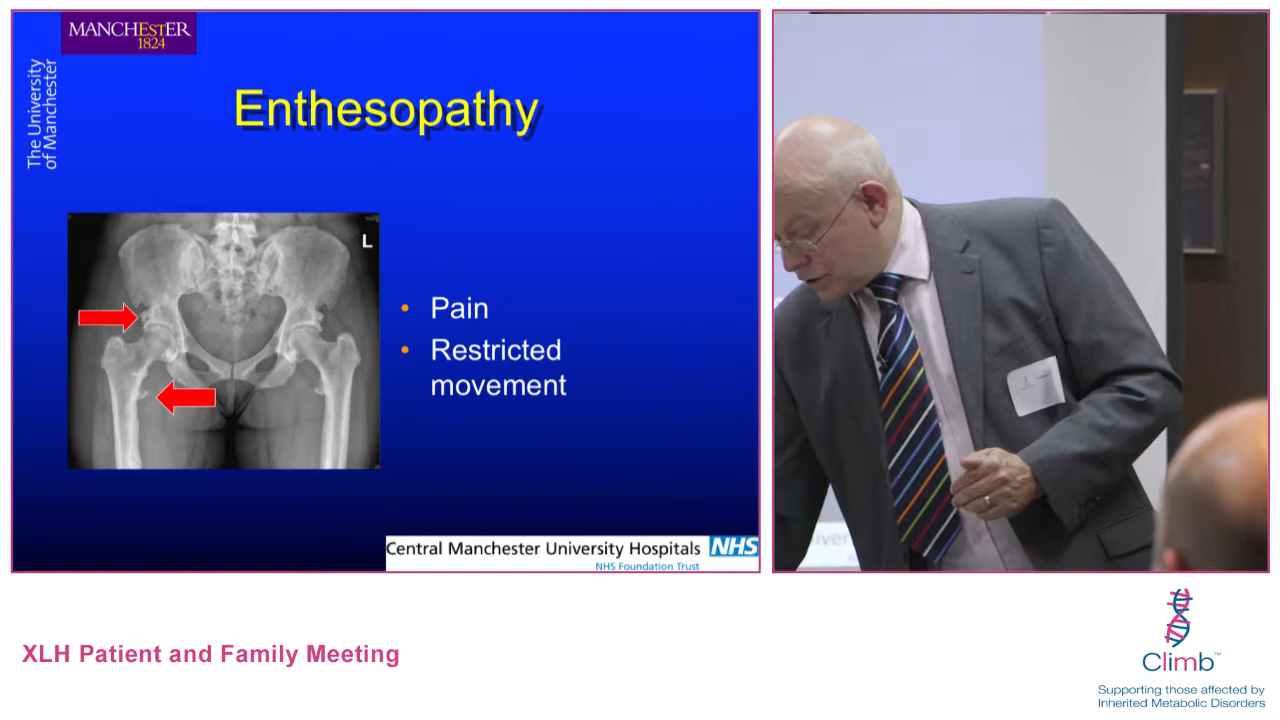 MANCHESTER
1824
The University
of Manchester
Enthesopathy
L
• Pain
• Restricted
movement
Central Manchester University Hospitals NHS
NHS Foundation Trust
XLH Patient and Family Meeting
Climb™
Supporting those affected by
Inherited Metabolic Disorders